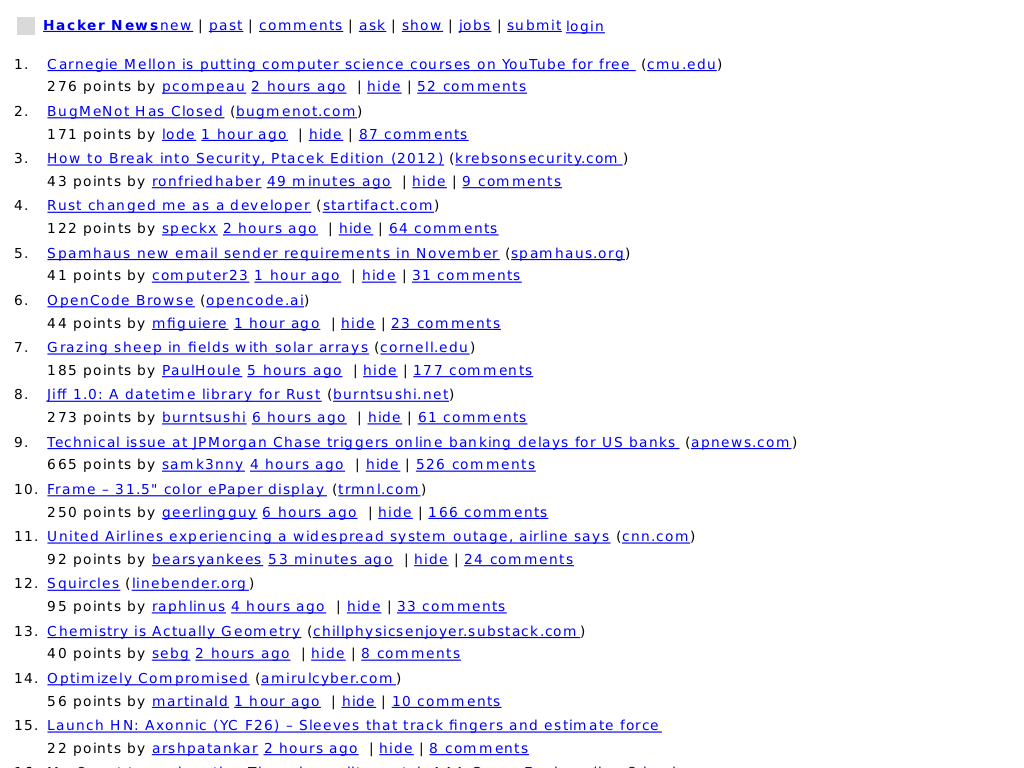 Hacker News new | past | comments | ask | show | jobs | submit login
1. Carnegie Mellon is putting computer science courses on YouTube for free (cmu.edu)
276 points by pcompeau 2 hours ago | hide | 52 comments
2. BugMeNot Has Closed (bugmenot.com)
171 points by lode 1 hour ago | hide | 87 comments
3. How to Break into Security, Ptacek Edition (2012) (krebsonsecurity.com)
43 points by ronfriedhaber 49 minutes ago | hide | 9 comments
4. Rust changed me as a developer (startifact.com)
122 points by speckx 2 hours ago | hide | 64 comments
5. Spamhaus new email sender requirements in November (spamhaus.org)
41 points by computer23 1 hour ago | hide | 31 comments
6. OpenCode Browse (opencode.ai)
44 points by mfiguiere 1 hour ago | hide | 23 comments
7. Grazing sheep in fields with solar arrays (cornell.edu)
185 points by PaulHoule 5 hours ago | hide | 177 comments
8. Jiff 1.0: A datetime library for Rust (burntsushi.net)
273 points by burntsushi 6 hours ago | hide | 61 comments
9. Technical issue at JPMorgan Chase triggers online banking delays for US banks (apnews.com)
665 points by samk3nny 4 hours ago | hide | 526 comments
10. Frame – 31.5" color ePaper display (trmnl.com)
250 points by geerlingguy 6 hours ago | hide | 166 comments
11. United Airlines experiencing a widespread system outage, airline says (cnn.com)
92 points by bearsyankees 53 minutes ago | hide | 24 comments
12. Squircles (linebender.org)
95 points by raphlinus 4 hours ago | hide | 33 comments
13. Chemistry is Actually Geometry (chillphysicsenjoyer.substack.com)
40 points by sebg 2 hours ago | hide | 8 comments
14. Optimizely Compromised (amirulcyber.com)
56 points by martinald 1 hour ago | hide | 10 comments
15. Launch HN: Axonnic (YC F26) – Sleeves that track fingers and estimate force
22 points by arshpatankar 2 hours ago | hide | 8 comments